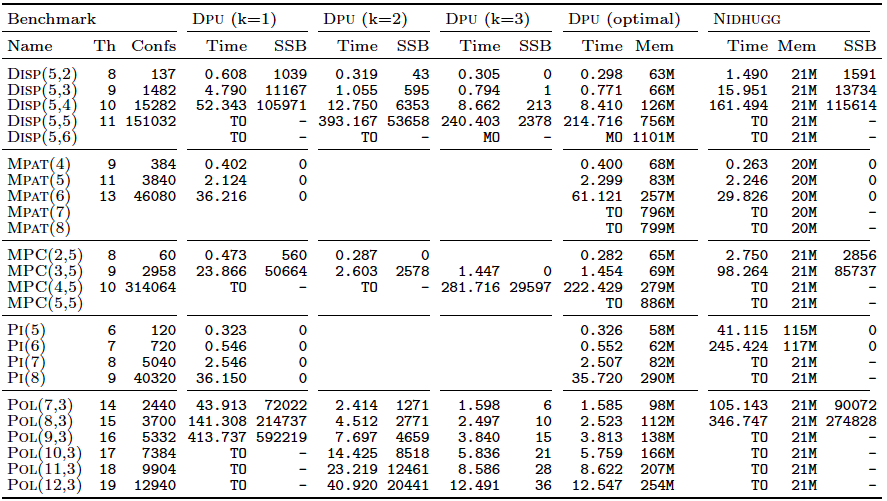 Benchmark DPU (k=1) DPU (k=2) DPU (k=3) DPU (optimal) NIDHUGG
Name Th Confs Time SSB Time SSB Time SSB Time Mem Time Mem SSB
DISP(5,2) 8 137 0.608 1039 0.319 43 0.305 0 0.298 63M 1.490 21M 1591
DISP(5,3) 9 1482 4.790 11167 1.055 595 0.794 1 0.771 66M 15.951 21M 13734
DISP(5,4) 10 15282 52.343 105971 12.750 6353 8.662 213 8.410 126M 161.494 21M 115614
DISP(5,5) 11 151032 TO - 393.167 53658 240.403 2378 214.716 756M TO 21M -
DISP(5,6) TO - TO - MO - MO 1101M TO 21M -
MPAT(4) 9 384 0.402 0 0.400 68M 0.263 20M 0
MPAT(5) 11 3840 2.124 0 2.299 83M 2.246 20M 0
MPAT(6) 13 46080 36.216 0 61.121 257M 29.826 20M 0
MPAT(7) TO 796M TO 20M -
MPAT(8) TO 799M TO 20M -
MPC(2,5) 8 60 0.473 560 0.287 0 0.282 65M 2.750 21M 2856
MPC(3,5) 9 2958 23.866 50664 2.603 2578 1.447 0 1.454 69M 98.264 21M 85737
MPC(4,5) 10 314064 TO - TO - 281.716 29597 222.429 279M TO 21M -
MPC(5,5) TO 886M TO 21M -
PI(5) 6 120 0.323 0 0.326 58M 41.115 115M 0
PI(6) 7 720 0.546 0 0.552 62M 245.424 117M 0
PI(7) 8 5040 2.546 0 2.507 82M TO 21M -
PI(8) 9 40320 36.150 0 35.720 290M TO 21M -
POL(7,3) 14 2440 43.913 72022 2.414 1271 1.598 6 1.585 98M 105.143 21M 90072
POL(8,3) 15 3700 141.308 214737 4.512 2771 2.497 10 2.523 112M 346.747 21M 274828
POL(9,3) 16 5332 413.737 592219 7.697 4659 3.840 15 3.813 138M TO 21M -
POL(10,3) 17 7384 TO - 14.425 8518 5.836 21 5.759 166M TO 21M -
POL(11,3) 18 9904 TO - 23.219 12461 8.586 28 8.622 207M TO 21M -
POL(12,3) 19 12940 TO - 40.920 20441 12.491 36 12.547 254M TO 21M -